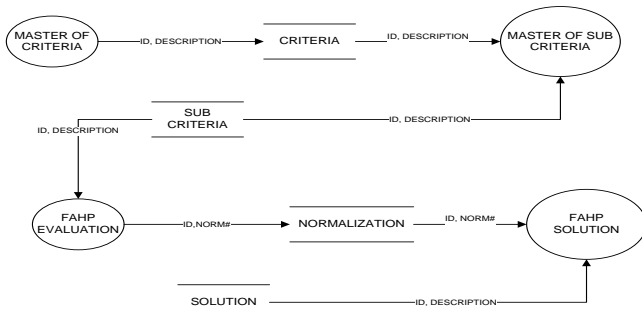 MASTER OF
CRITERIA
ID, DESCRIPTION
CRITERIA
ID, DESCRIPTION
MASTER OF SUB
CRITERIA
SUB
CRITERIA
ID, DESCRIPTION
ID, DESCRIPTION
FAHP
EVALUATION
ID,NORM#
NORMALIZATION
ID, NORM#
FAHP
SOLUTION
SOLUTION
ID, DESCRIPTION